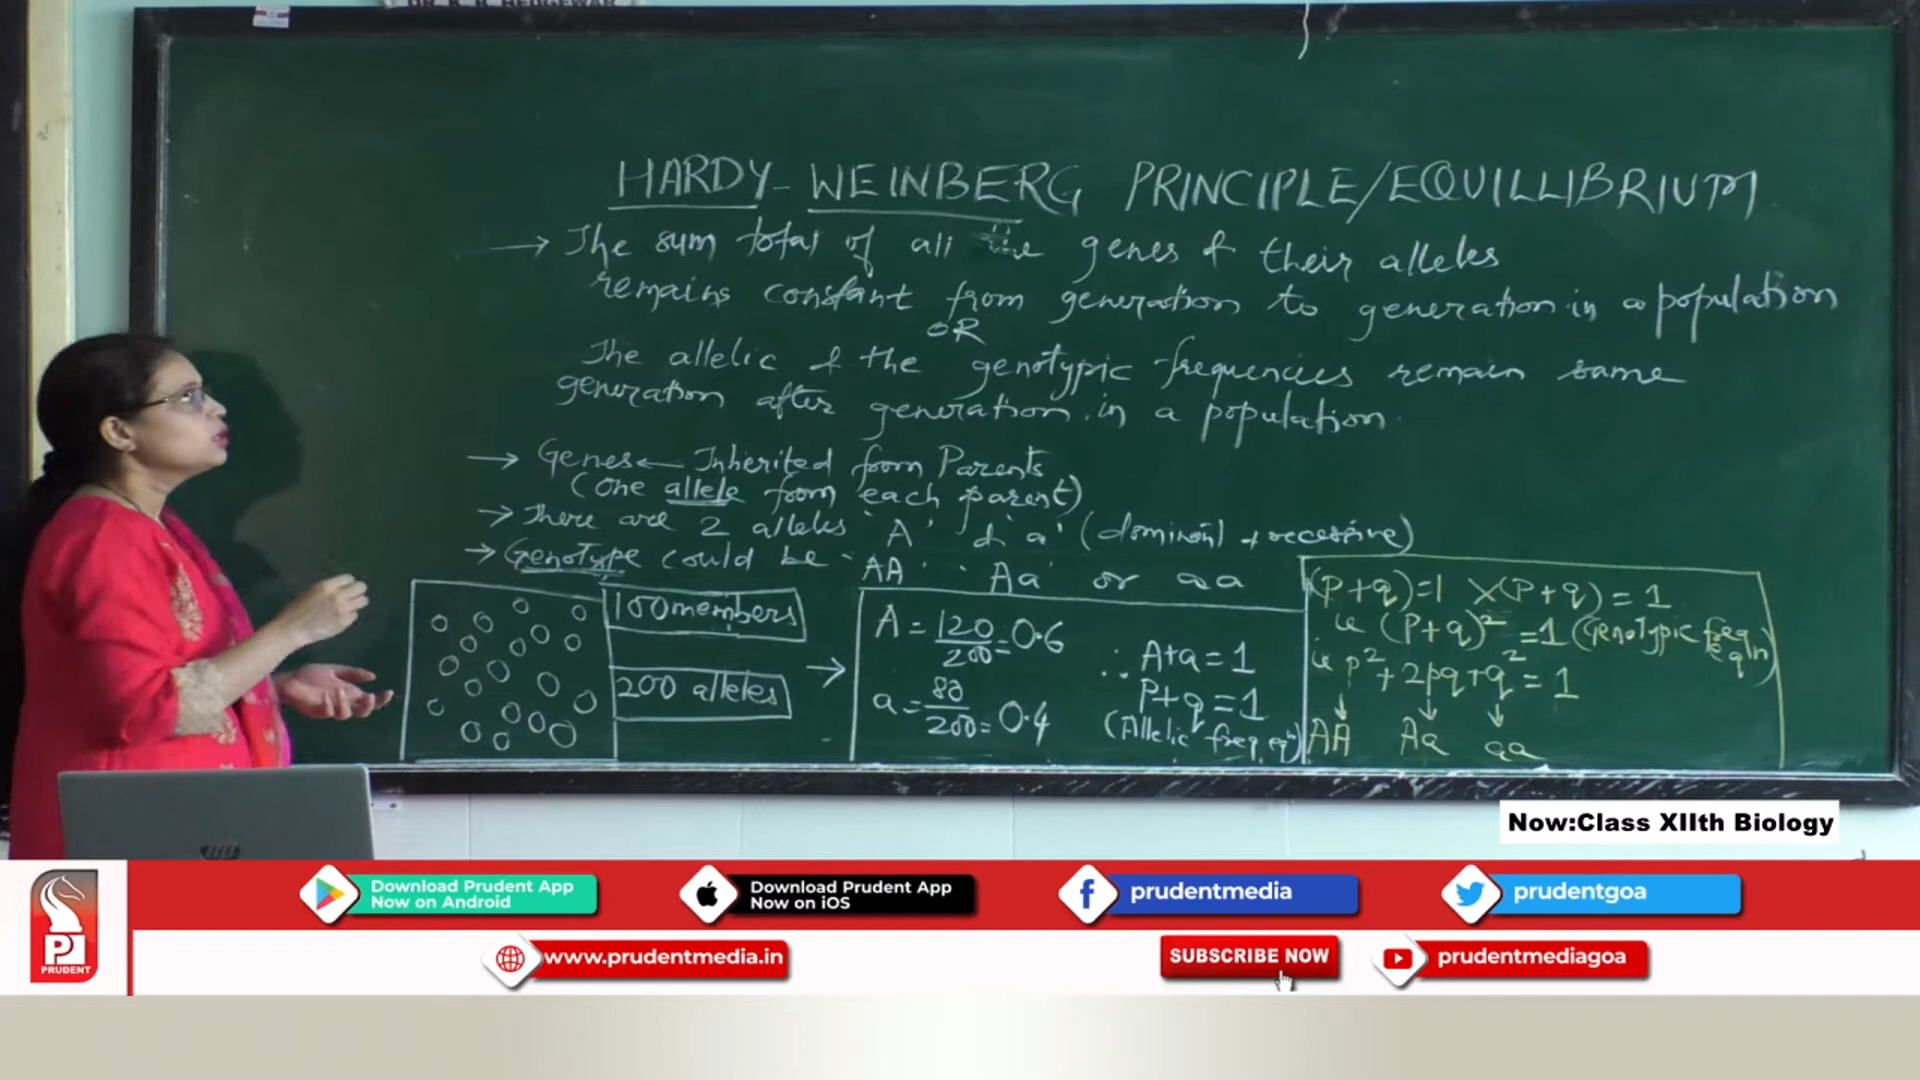 DR. K. B. HEDGEWAR
HARDY-WEINBERG PRINCIPLE/EQUILLIBRIUM
→ The sum total of all the genes & their alleles
remains constant from generation to generation in a population
OR
The allelic & the genotypic frequencies remain same
generation after generation in a population.
→ Genes ← Inherited from Parents
(one allele from each parent)
→ There are 2 alleles 'A' & 'a' (dominant & recessive)
→ Genotype could be AA Aa or aa
100 members
200 alleles
→
A = 120/200 = 0.6
a = 80/200 = 0.4
∴ A+a = 1
P+q = 1
(Allelic freq. eqn)
(P+q)=1 X (P+q) = 1
ie (P+q)² = 1 (Genotypic freq eqn)
ie p²+2pq+q² = 1
↓ ↓ ↓
AA Aa aa
Now:Class XIIth Biology
hp
PRUDENT
Download Prudent App
Now on Android
Download Prudent App
Now on iOS
prudentmedia
prudentgoa
www.prudentmedia.in
SUBSCRIBE NOW
prudentmediagoa